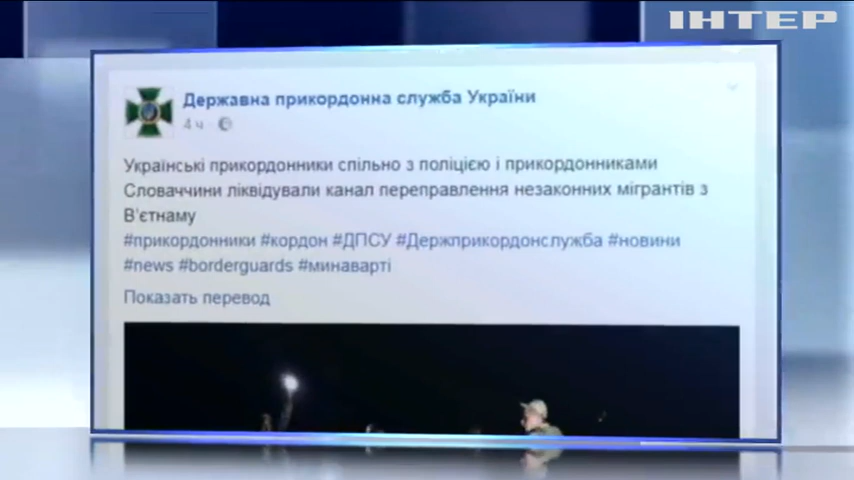 ІНТЕР
Державна прикордонна служба України
4 ч
Українські прикордонники спільно з поліцією і прикордонниками
Словаччини ліквідували канал переправлення незаконних мігрантів з
В'єтнаму
#прикордонники #кордон #ДПСУ #Держприкордонслужба #новини
#news #borderguards #минаварті
Показать перевод